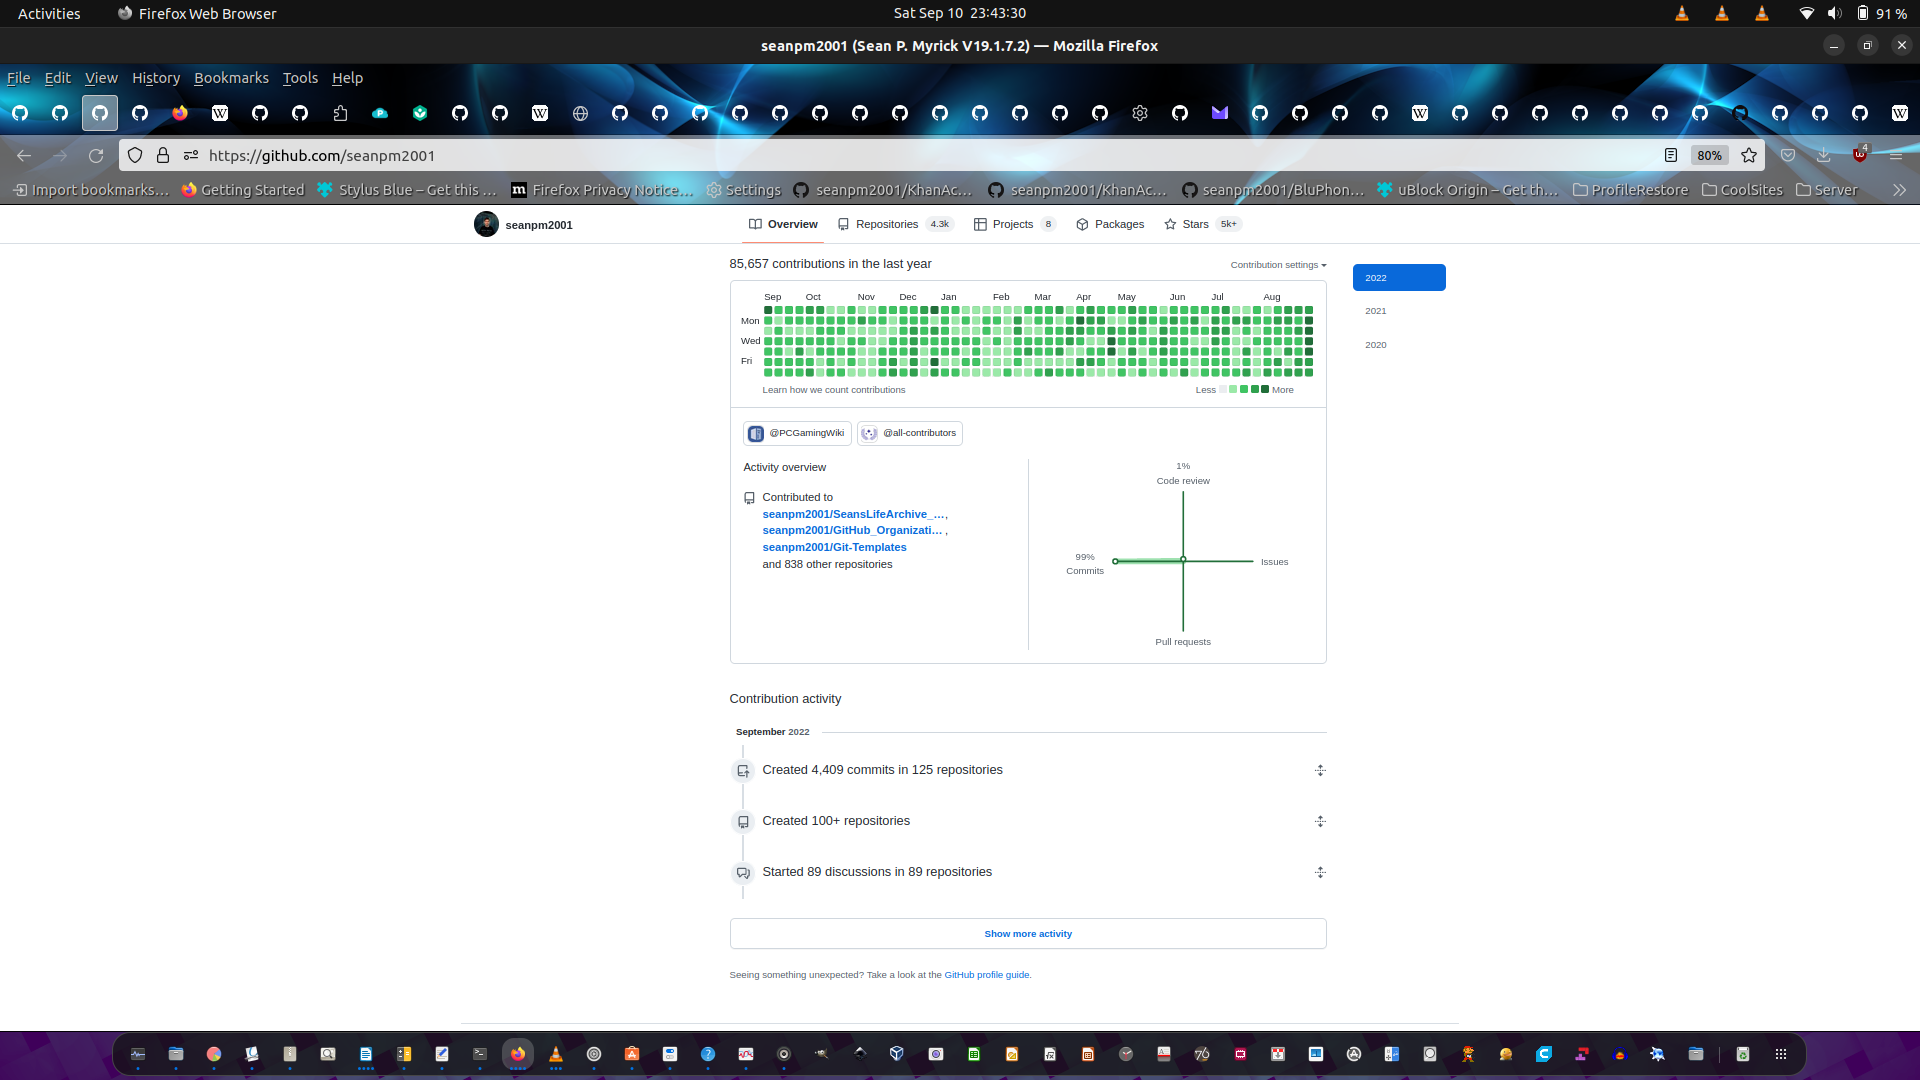 Activities
Firefox Web Browser
Sat Sep 10 23:43:30
91 %
seanpm2001 (Sean P. Myrick V19.1.7.2) — Mozilla Firefox
File Edit View History Bookmarks Tools Help
https://github.com/seanpm2001
80%
4
Import bookmarks…
Getting Started
Stylus Blue – Get this …
Firefox Privacy Notice…
Settings
seanpm2001/KhanAc…
seanpm2001/KhanAc…
seanpm2001/BluPhon…
uBlock Origin – Get th…
ProfileRestore
CoolSites
Server
seanpm2001
Overview
Repositories 4.3k
Projects 8
Packages
Stars 5k+
85,657 contributions in the last year
Contribution settings
2022
2021
2020
Sep Oct Nov Dec Jan Feb Mar Apr May Jun Jul Aug
Mon
Wed
Fri
Learn how we count contributions
Less More
@PCGamingWiki
@all-contributors
Activity overview
Contributed to
seanpm2001/SeansLifeArchive_…,
seanpm2001/GitHub_Organizati… ,
seanpm2001/Git-Templates
and 838 other repositories
1%
Code review
99%
Commits
Issues
Pull requests
Contribution activity
September 2022
Created 4,409 commits in 125 repositories
Created 100+ repositories
Started 89 discussions in 89 repositories
Show more activity
Seeing something unexpected? Take a look at the GitHub profile guide.